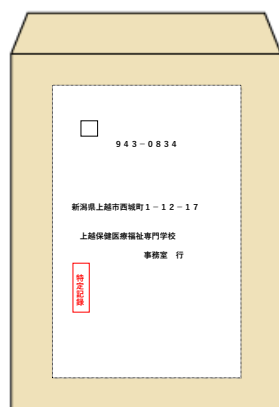 943－0834
新潟県上越市西城町1－12－17
上越保健医療福祉専門学校
事務室　行
特定記録